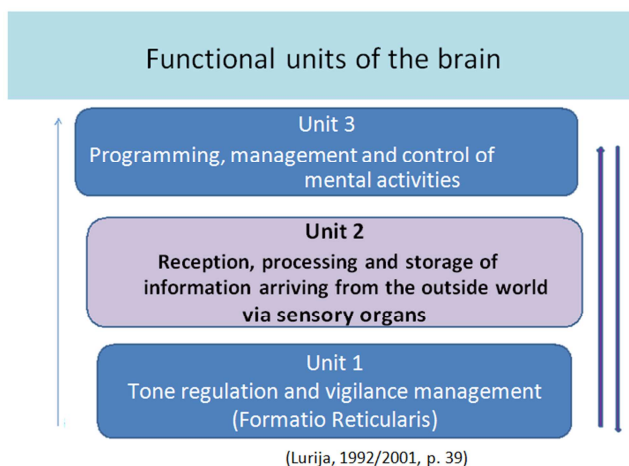 Functional units of the brain
Unit 3
Programming, management and control of
mental activities
Unit 2
Reception, processing and storage of
information arriving from the outside world
via sensory organs
Unit 1
Tone regulation and vigilance management
(Formatio Reticularis)
(Lurija, 1992/2001, p. 39)